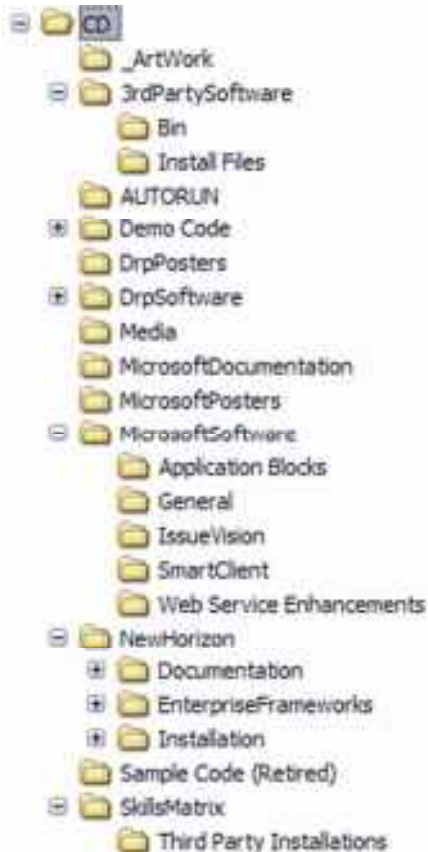 CD
_ArtWork
3rdPartySoftware
Bin
Install Files
AUTORUN
Demo Code
DrpPosters
DrpSoftware
Media
MicrosoftDocumentation
MicrosoftPosters
MicrosoftSoftware
Application Blocks
General
IssueVision
SmartClient
Web Service Enhancements
NewHorizon
Documentation
EnterpriseFrameworks
Installation
Sample Code (Retired)
SkillsMatrix
Third Party Installations